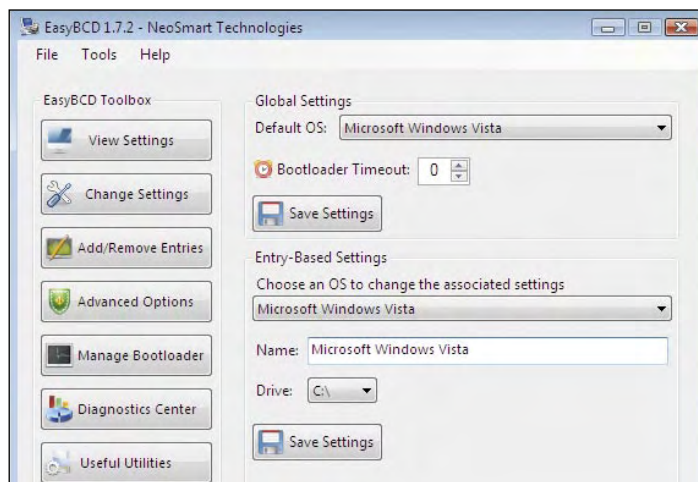 EasyBCD 1.7.2 - NeoSmart Technologies
File Tools Help
EasyBCD Toolbox
View Settings
Change Settings
Add/Remove Entries
Advanced Options
Manage Bootloader
Diagnostics Center
Useful Utilities
Global Settings
Default OS: Microsoft Windows Vista
Bootloader Timeout: 0
Save Settings
Entry-Based Settings
Choose an OS to change the associated settings
Microsoft Windows Vista
Name: Microsoft Windows Vista
Drive: C:\
Save Settings